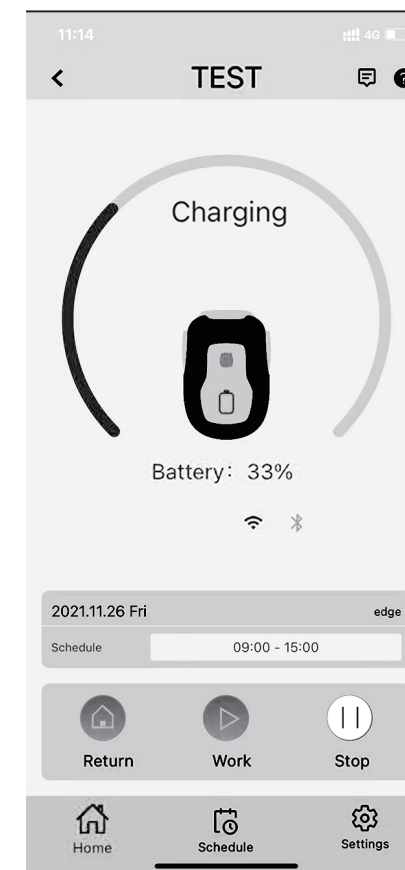 11:14 4G
TEST
?
Charging
Battery: 33%
2021.11.26 Fri edge
Schedule 09:00 - 15:00
Return Work Stop
Home Schedule Settings